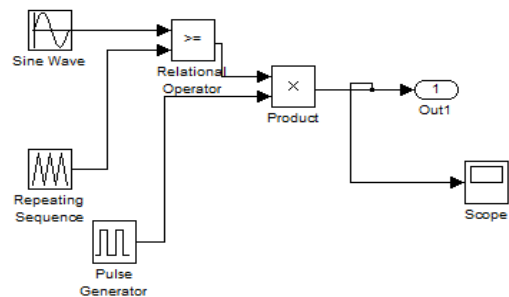 Sine Wave
>=
Relational
Operator
×
Product
1
Out1
Repeating
Sequence
Scope
Pulse
Generator